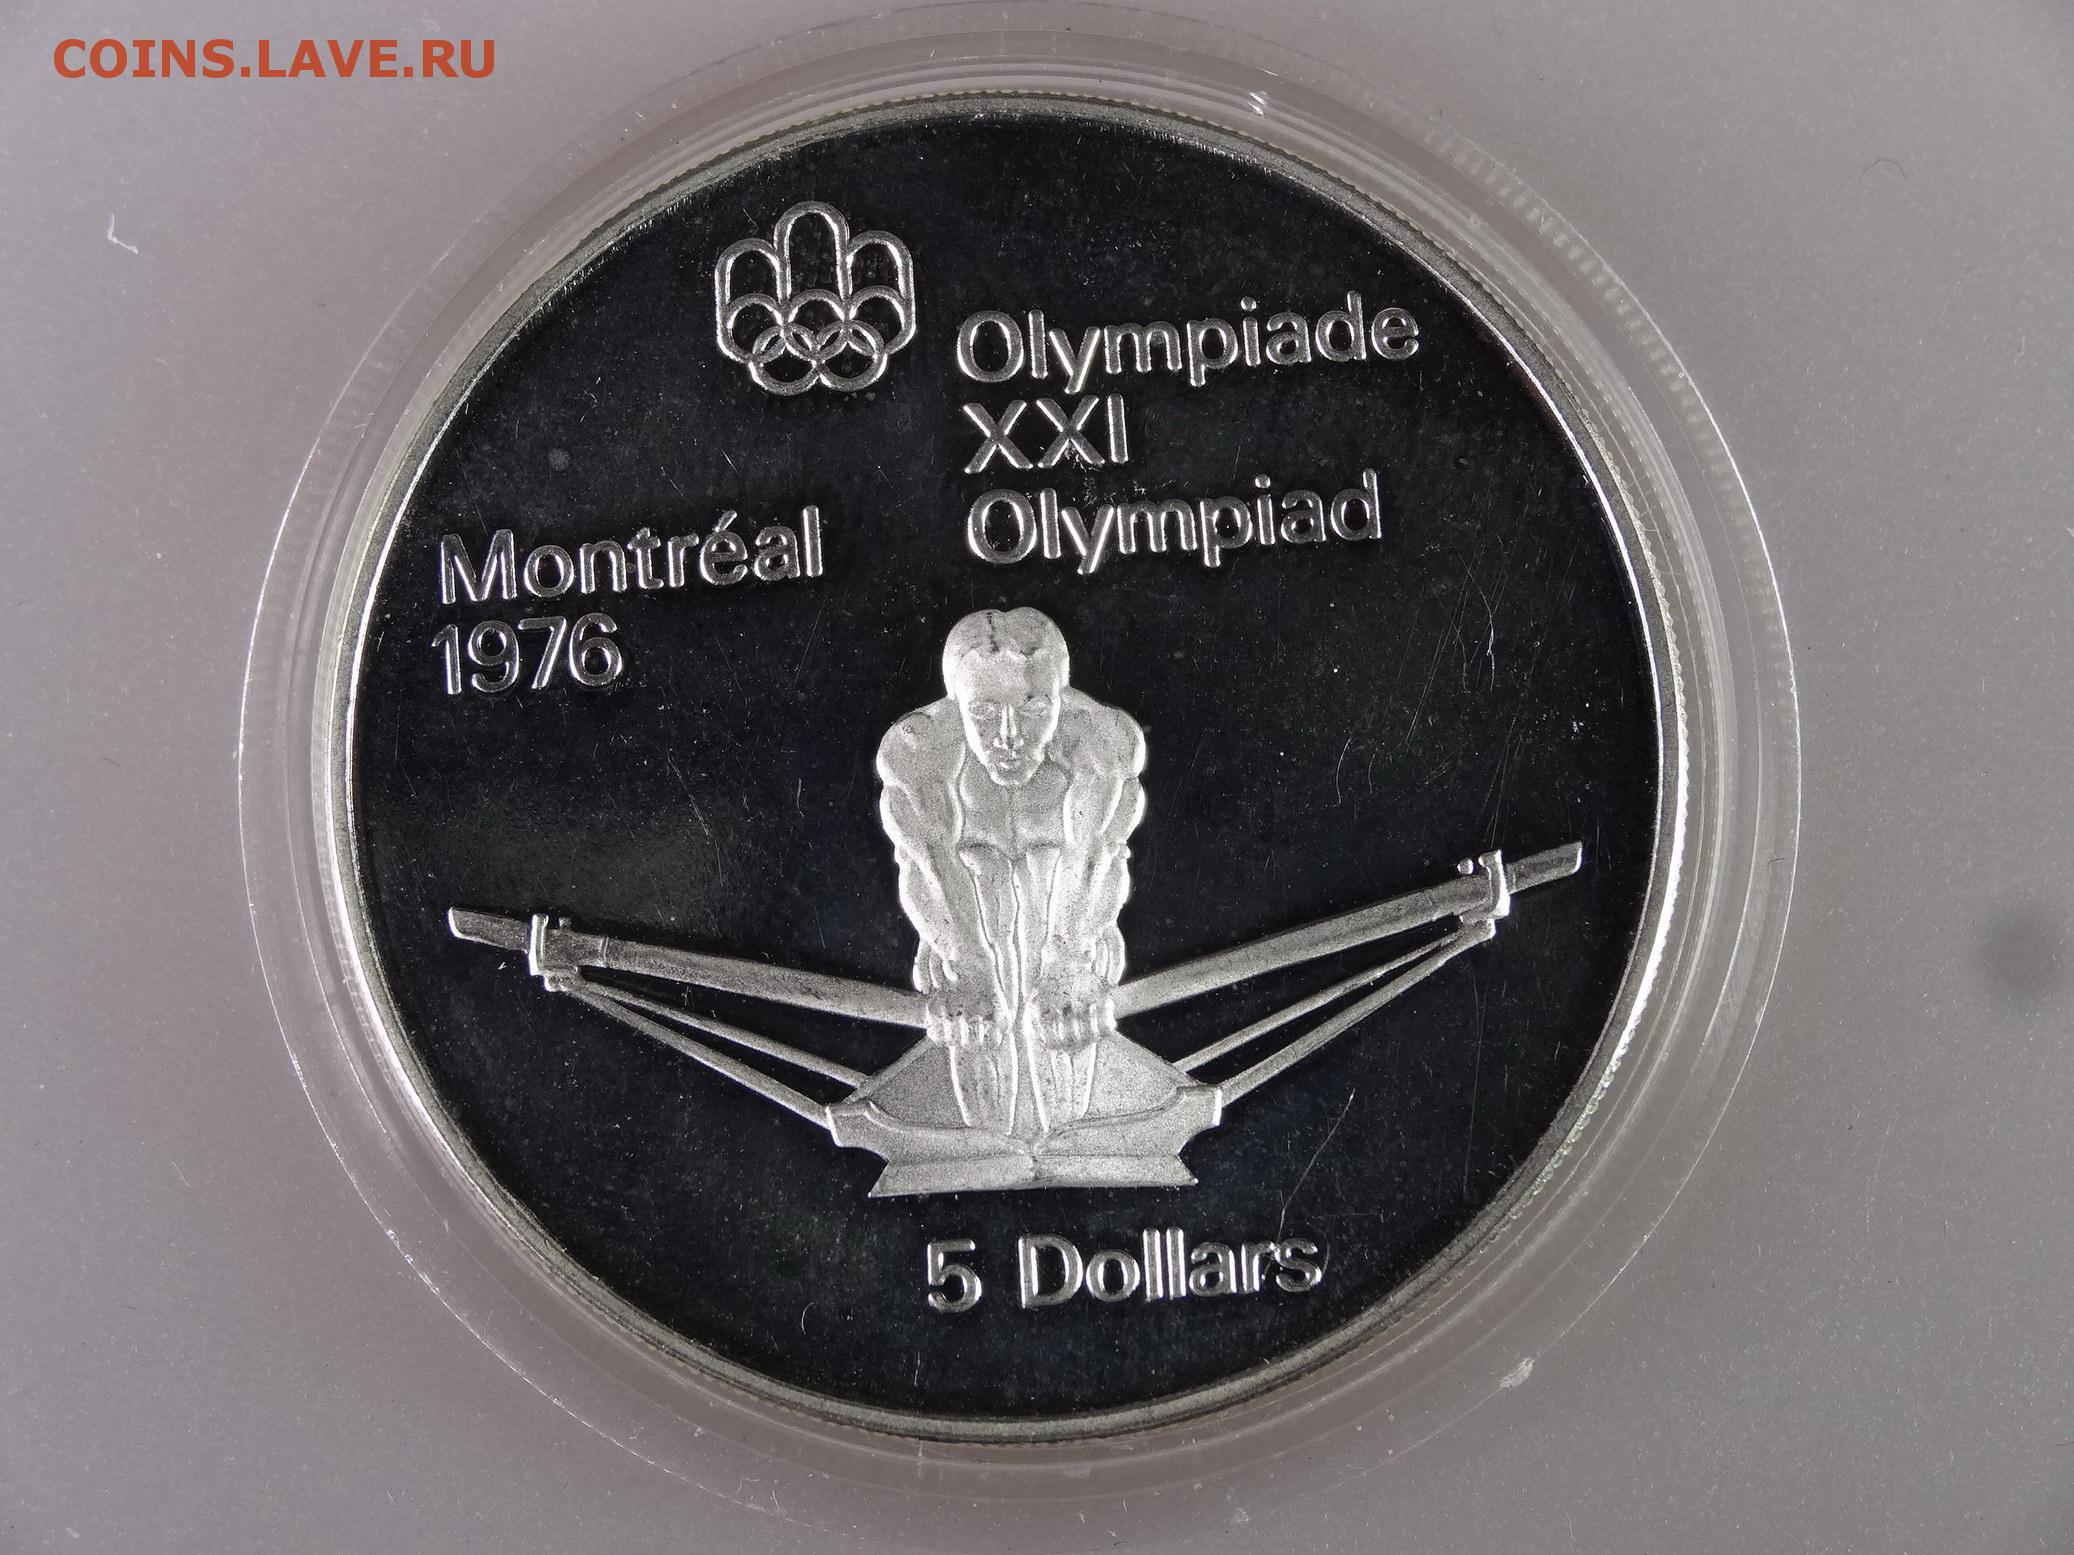 COINS.LAVE.RU
Olympiade
XXI
Olympiad
Montréal
1976
5 Dollars